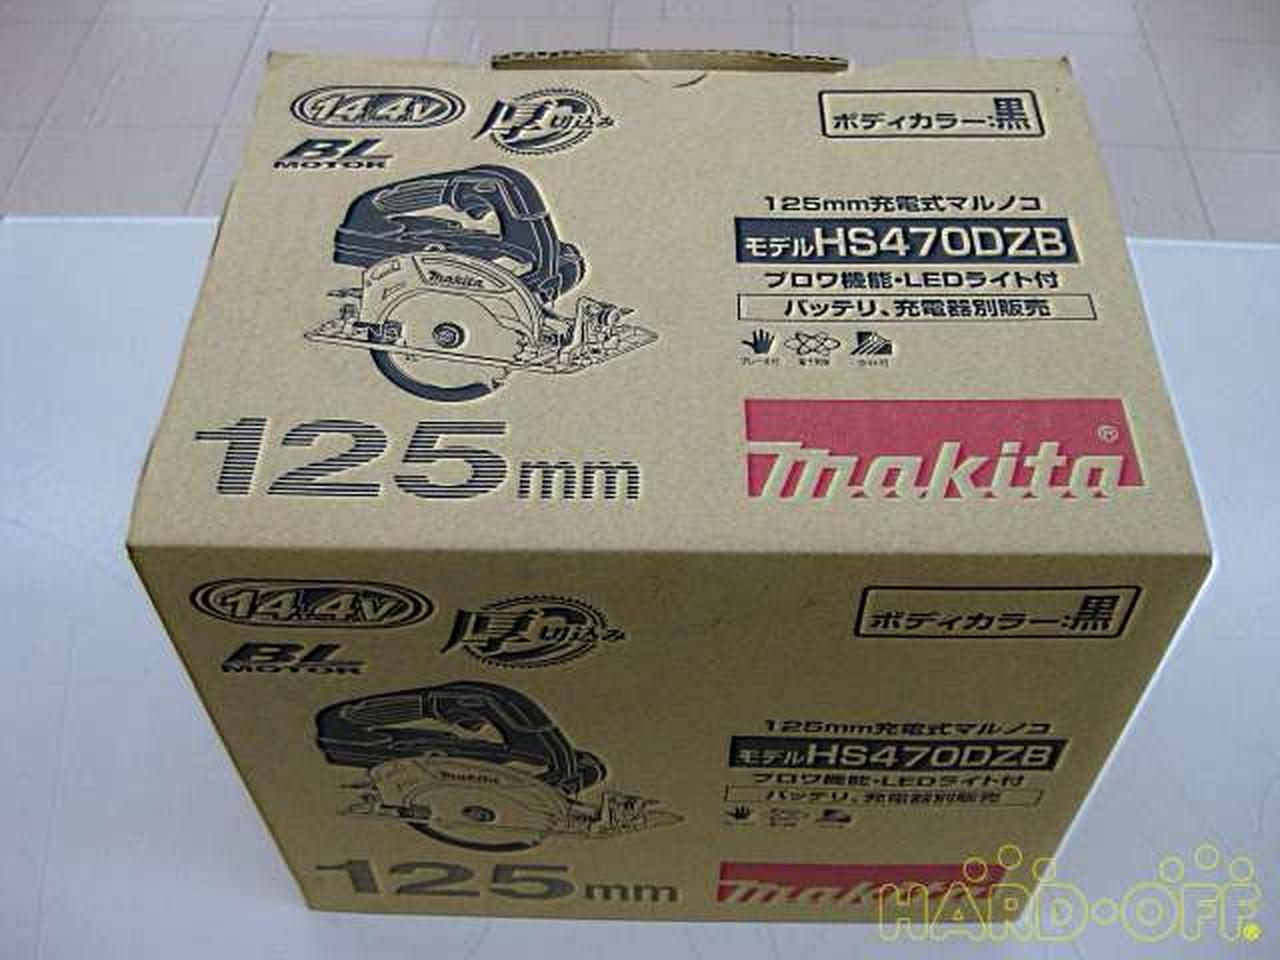 14.4V
厚切込み
ボディカラー:黒
BL
MOTOR
125mm充電式マルノコ
モデルHS470DZB
makita
ブロワ機能・LEDライト付
バッテリ、充電器別販売
125mm
makita®
14.4V
厚切込み
ボディカラー:黒
BL
MOTOR
125mm充電式マルノコ
モデルHS470DZB
makita
ブロワ機能・LEDライト付
バッテリ、充電器別販売
125mm
makita
HARD・OFF®